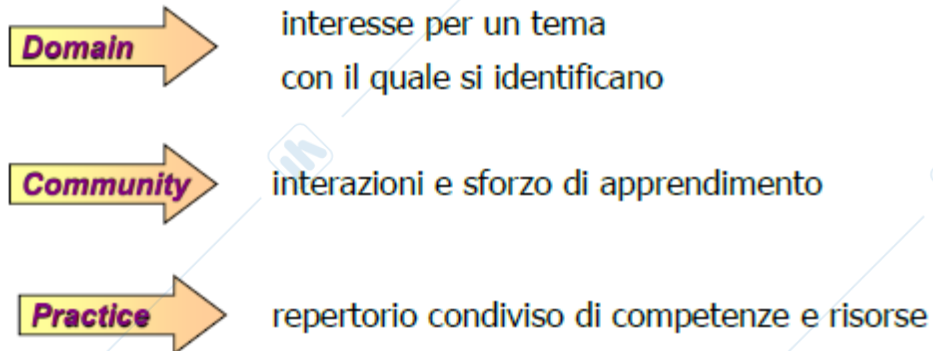 Domain
interesse per un tema
con il quale si identificano
Community
interazioni e sforzo di apprendimento
Practice
repertorio condiviso di competenze e risorse